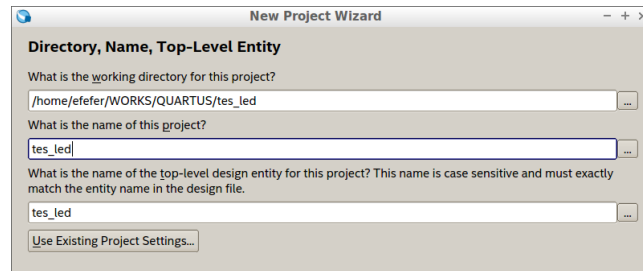 New Project Wizard
Directory, Name, Top-Level Entity
What is the working directory for this project?
/home/efefer/WORKS/QUARTUS/tes_led
...
What is the name of this project?
tes_led
...
What is the name of the top-level design entity for this project? This name is case sensitive and must exactly
match the entity name in the design file.
tes_led
...
Use Existing Project Settings...